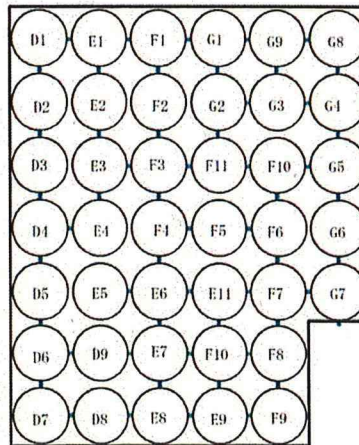 D1 E1 F1 G1 G9 G8
D2 E2 F2 G2 G3 G4
D3 E3 F3 F11 F10 G5
D4 E4 F4 F5 F6 G6
D5 E5 E6 E11 F7 G7
D6 D9 E7 F10 F8
D7 D8 E8 E9 F9